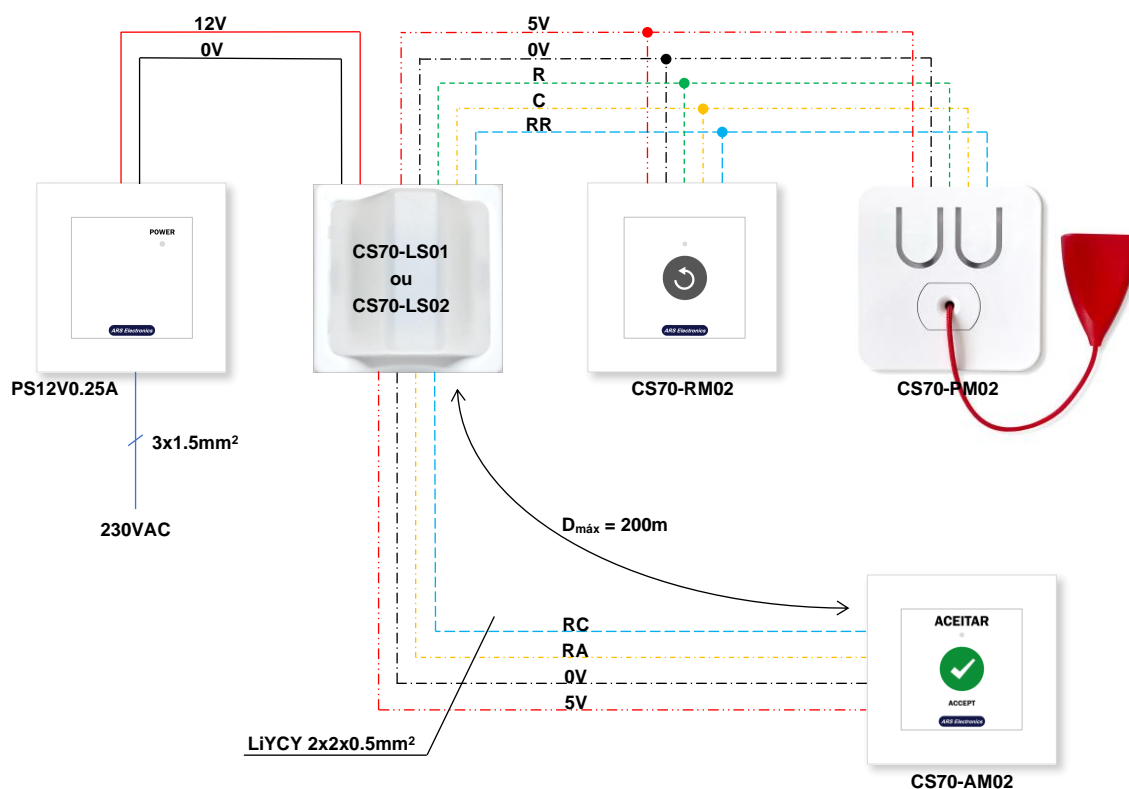 12V
0V
5V
0V
R
C
RR
POWER
ARS Electronics
PS12V0.25A
CS70-LS01
ou
CS70-LS02
ARS Electronics
CS70-RM02
CS70-PM02
3x1.5mm²
230VAC
Dmáx = 200m
RC
RA
0V
5V
LiYCY 2x2x0.5mm²
ACEITAR
ACCEPT
ARS Electronics
CS70-AM02